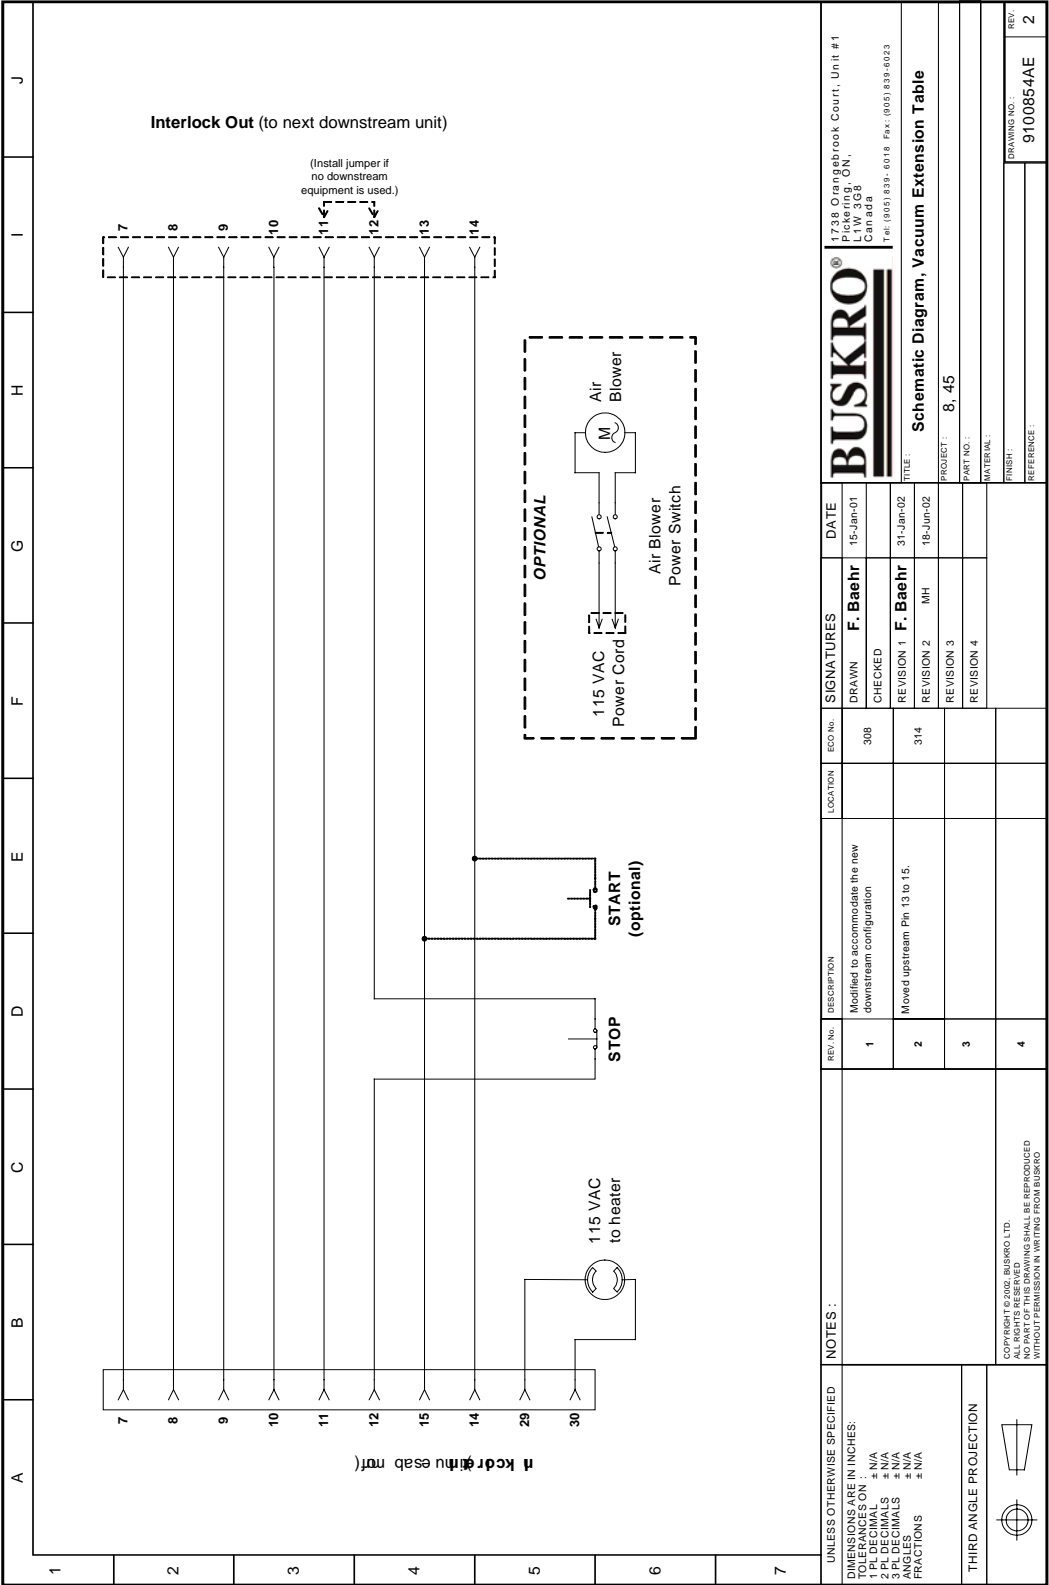 A
B
C
D
E
F
G
H
I
J
1
2
3
4
5
6
7
Interlock Out (to next downstream unit)
(Install jumper if
no downstream
equipment is used.)
7
8
9
10
11
12
13
14
7
8
9
10
11
12
15
14
29
30
115 VAC
to heater
STOP
START
(optional)
OPTIONAL
115 VAC
Power Cord
Air Blower
Power Switch
M
Air
Blower
UNLESS OTHERWISE SPECIFIED
DIMENSIONS ARE IN INCHES:
TOLERANCES ON :
1 PL DECIMAL ± N/A
2 PL DECIMALS ± N/A
3 PL DECIMALS ± N/A
ANGLES ± N/A
FRACTIONS ± N/A
THIRD ANGLE PROJECTION
NOTES :
COPYRIGHT © 2002, BUSKRO LTD.
ALL RIGHTS RESERVED
NO PART OF THIS DRAWING SHALL BE REPRODUCED
WITHOUT PERMISSION IN WRITING FROM BUSKRO
REV. No. DESCRIPTION LOCATION ECO No.
1 Modified to accommodate the new 308
downstream configuration
2 Moved upstream Pin 13 to 15. 314
3
4
SIGNATURES DATE
DRAWN F. Baehr 15-Jan-01
CHECKED
REVISION 1 F. Baehr 31-Jan-02
REVISION 2 MH 18-Jun-02
REVISION 3
REVISION 4
BUSKRO®
1738 Orangebrook Court, Unit #1
Pickering, ON,
L1W 3G8
Canada
Tel: (905) 839- 6018 Fax: (905) 839-6023
TITLE :
Schematic Diagram, Vacuum Extension Table
PROJECT : 8, 45
PART NO. :
MATERIAL :
FINISH :
REFERENCE :
DRAWING NO. :
9100854AE
REV.
2